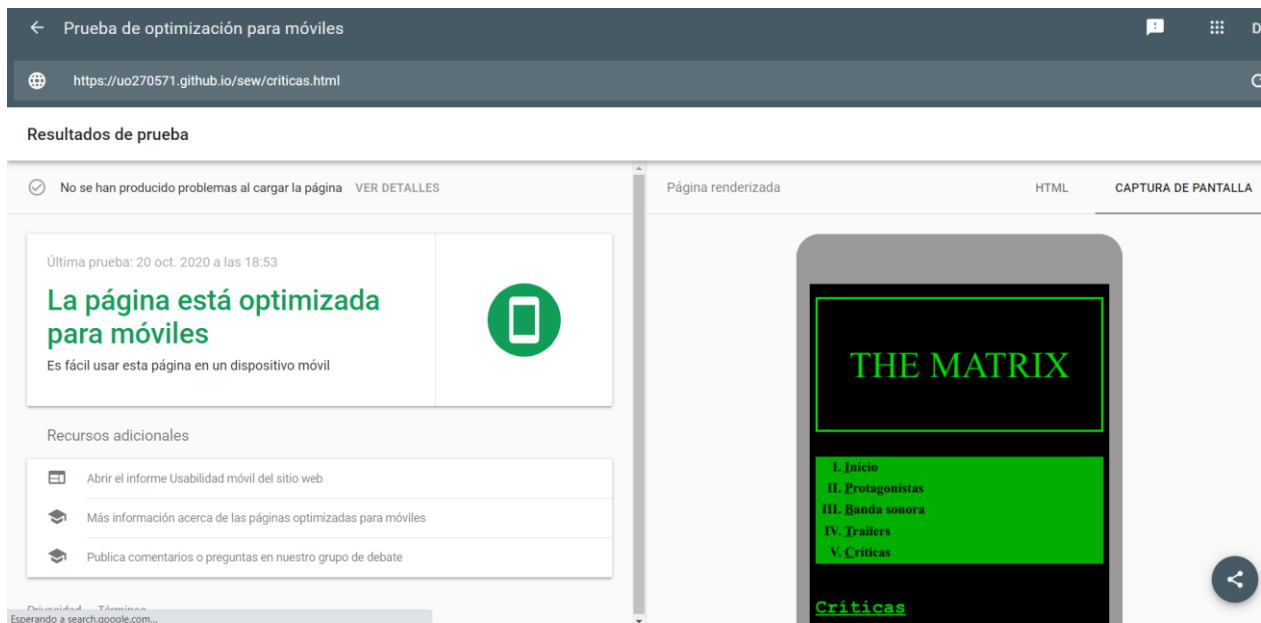 Prueba de optimización para móviles
D
https://uo270571.github.io/sew/criticas.html
Resultados de prueba
No se han producido problemas al cargar la página VER DETALLES
Última prueba: 20 oct. 2020 a las 18:53
La página está optimizada
para móviles
Es fácil usar esta página en un dispositivo móvil
Recursos adicionales
Abrir el informe Usabilidad móvil del sitio web
Más información acerca de las páginas optimizadas para móviles
Publica comentarios o preguntas en nuestro grupo de debate
Privacidad Términos
Esperando a search.google.com...
Página renderizada HTML CAPTURA DE PANTALLA
THE MATRIX
I. Inicio
II. Protagonistas
III. Banda sonora
IV. Trailers
V. Críticas
Críticas